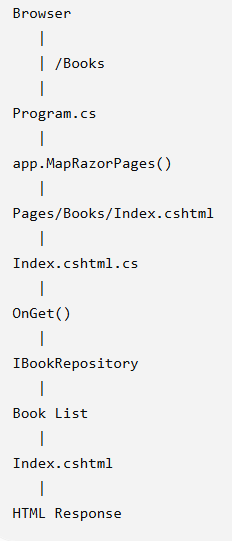 Browser
|
| /Books
|
Program.cs
|
app.MapRazorPages()
|
Pages/Books/Index.cshtml
|
Index.cshtml.cs
|
OnGet()
|
IBookRepository
|
Book List
|
Index.cshtml
|
HTML Response